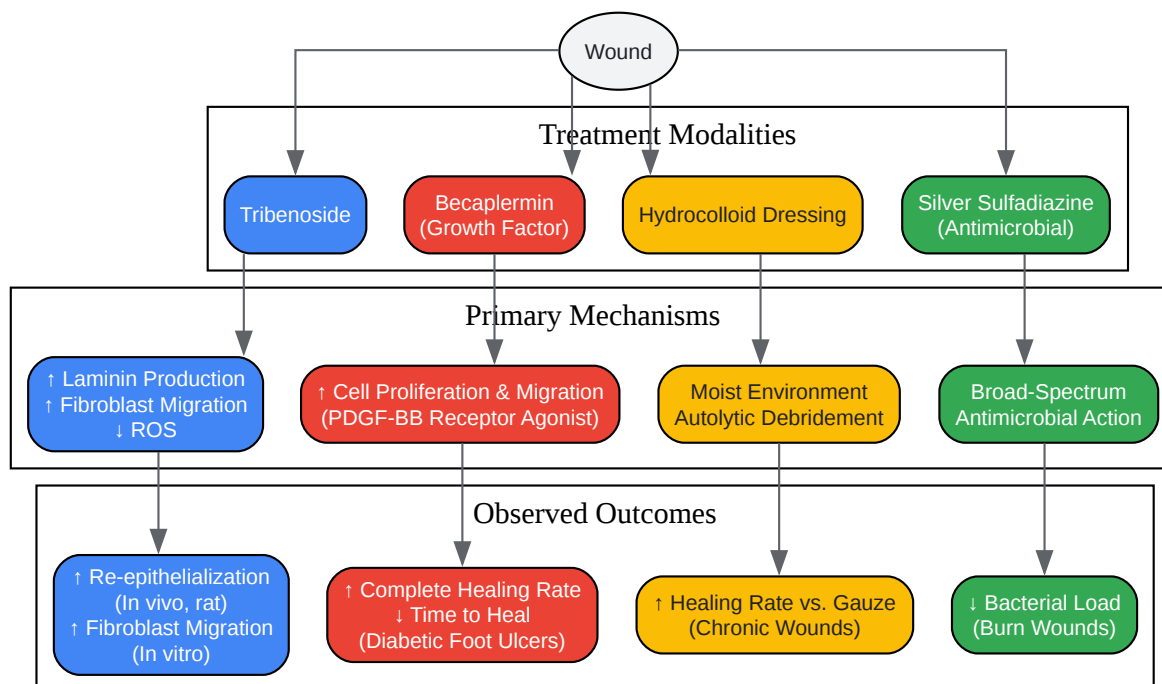 Wound
Treatment Modalities
Tribenoside
Becaplermin
(Growth Factor)
Hydrocolloid Dressing
Silver Sulfadiazine
(Antimicrobial)
Primary Mechanisms
↑ Laminin Production
↑ Fibroblast Migration
↓ ROS
↑ Cell Proliferation & Migration
(PDGF-BB Receptor Agonist)
Moist Environment
Autolytic Debridement
Broad-Spectrum
Antimicrobial Action
Observed Outcomes
↑ Re-epithelialization
(In vivo, rat)
↑ Fibroblast Migration
(In vitro)
↑ Complete Healing Rate
↓ Time to Heal
(Diabetic Foot Ulcers)
↑ Healing Rate vs. Gauze
(Chronic Wounds)
↓ Bacterial Load
(Burn Wounds)